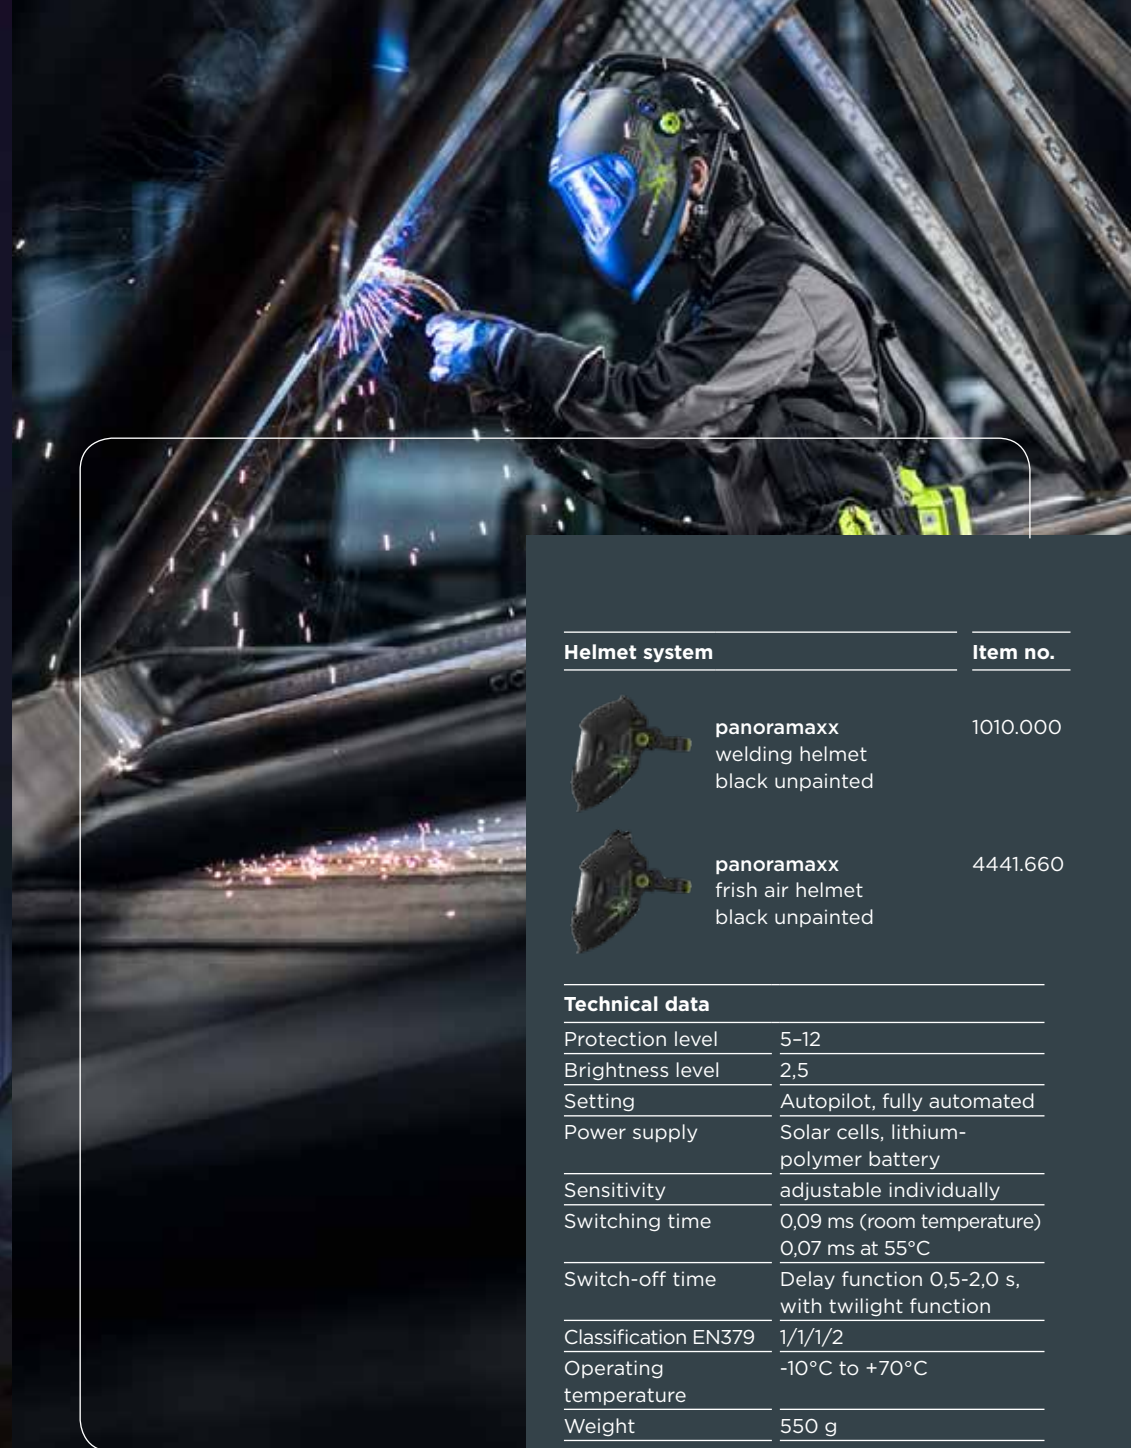 Helmet system Item no.
panoramaxx 1010.000
welding helmet
black unpainted
panoramaxx 4441.660
frish air helmet
black unpainted
Technical data
Protection level 5–12
Brightness level 2,5
Setting Autopilot, fully automated
Power supply Solar cells, lithium-
polymer battery
Sensitivity adjustable individually
Switching time 0,09 ms (room temperature)
0,07 ms at 55°C
Switch-off time Delay function 0,5-2,0 s,
with twilight function
Classification EN379 1/1/1/2
Operating -10°C to +70°C
temperature
Weight 550 g